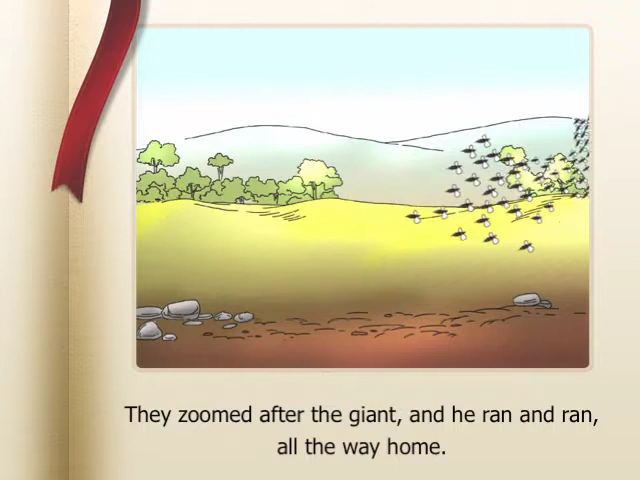 They zoomed after the giant, and he ran and ran,
all the way home.